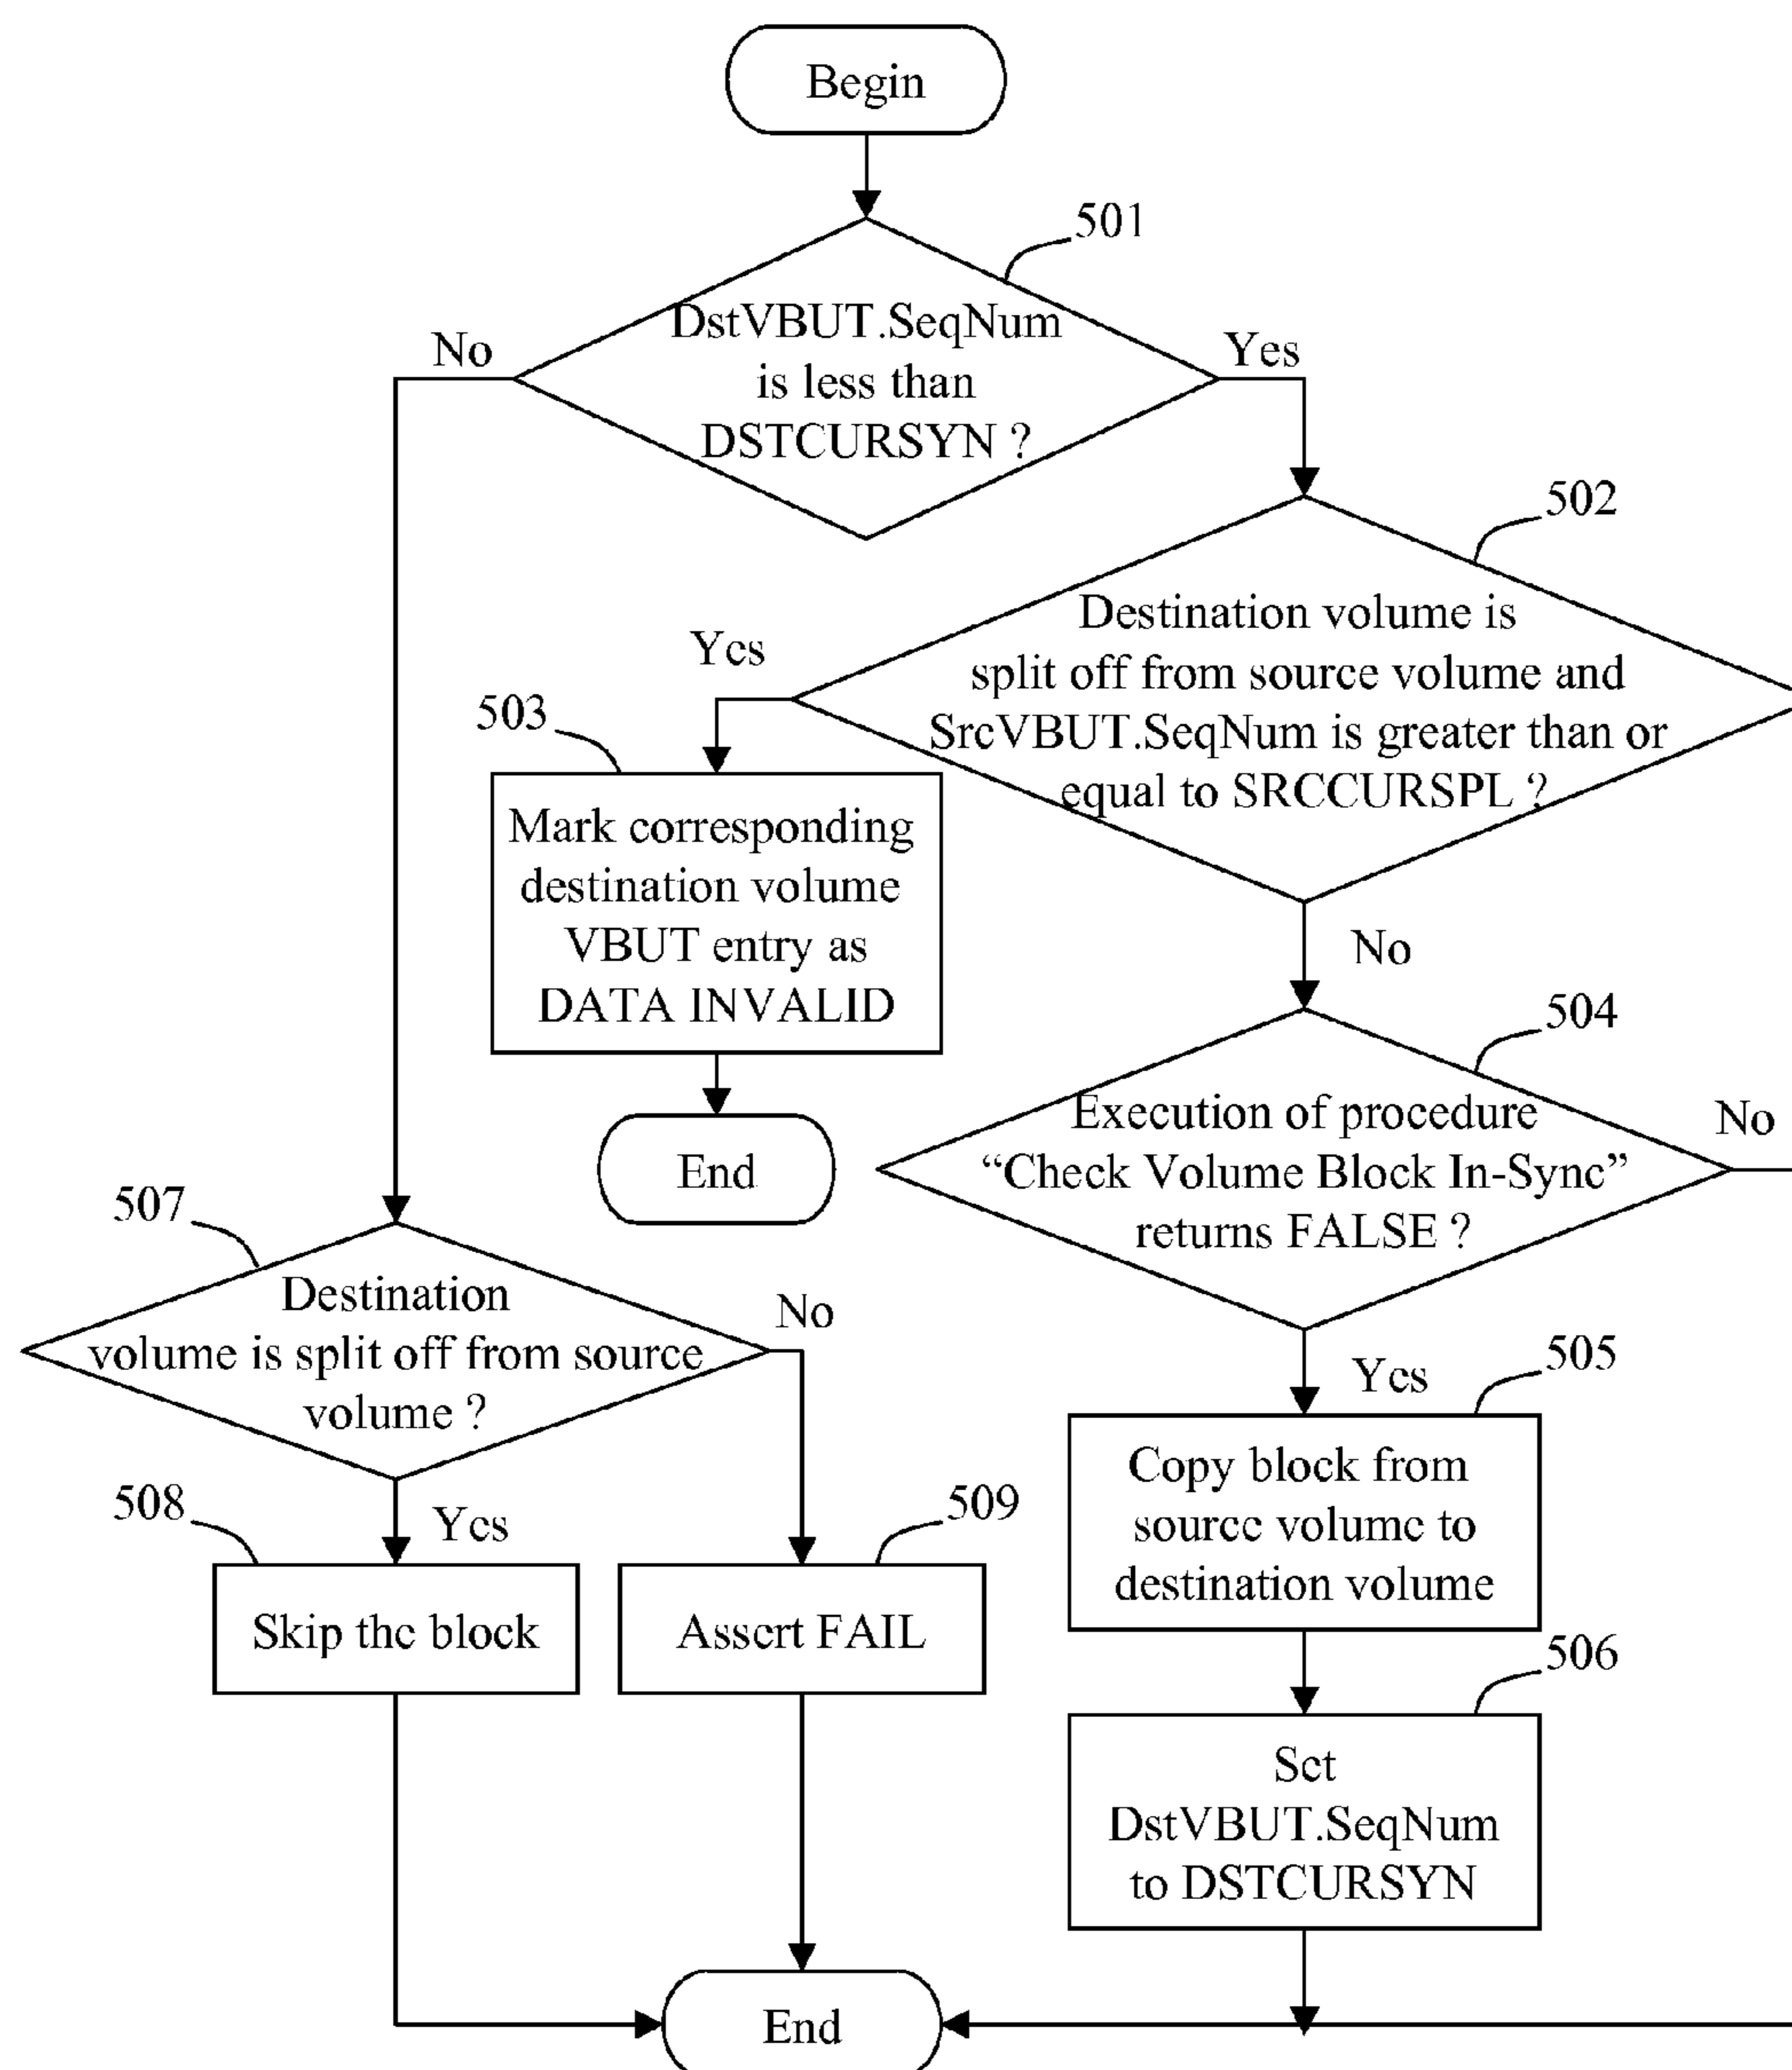 Begin
501
DstVBUT.SeqNum
is less than
DSTCURSYN ?
No
Yes
502
Destination volume is
split off from source volume and
SrcVBUT.SeqNum is greater than or
equal to SRCCURSPL ?
Yes
503
Mark corresponding
destination volume
VBUT entry as
DATA INVALID
No
504
Execution of procedure
“Check Volume Block In-Sync”
returns FALSE ?
No
End
507
Destination
volume is split off from source
volume ?
No
Yes
505
Copy block from
source volume to
destination volume
508
Yes
Skip the block
509
Assert FAIL
506
Set
DstVBUT.SeqNum
to DSTCURSYN
End